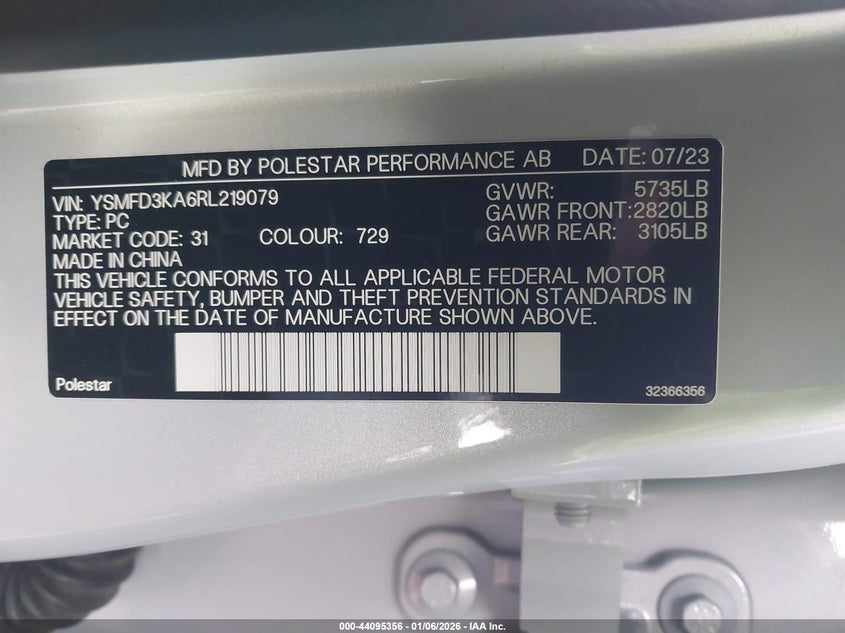 MFD BY POLESTAR PERFORMANCE AB DATE: 07/23
VIN: YSMFD3KA6RL219079 GVWR: 5735LB
TYPE: PC GAWR FRONT:2820LB
MARKET CODE: 31 COLOUR: 729 GAWR REAR: 3105LB
MADE IN CHINA
THIS VEHICLE CONFORMS TO ALL APPLICABLE FEDERAL MOTOR
VEHICLE SAFETY, BUMPER AND THEFT PREVENTION STANDARDS IN
EFFECT ON THE DATE OF MANUFACTURE SHOWN ABOVE.
Polestar 32366356
000-44095356 - 01/06/2026 - IAA Inc.